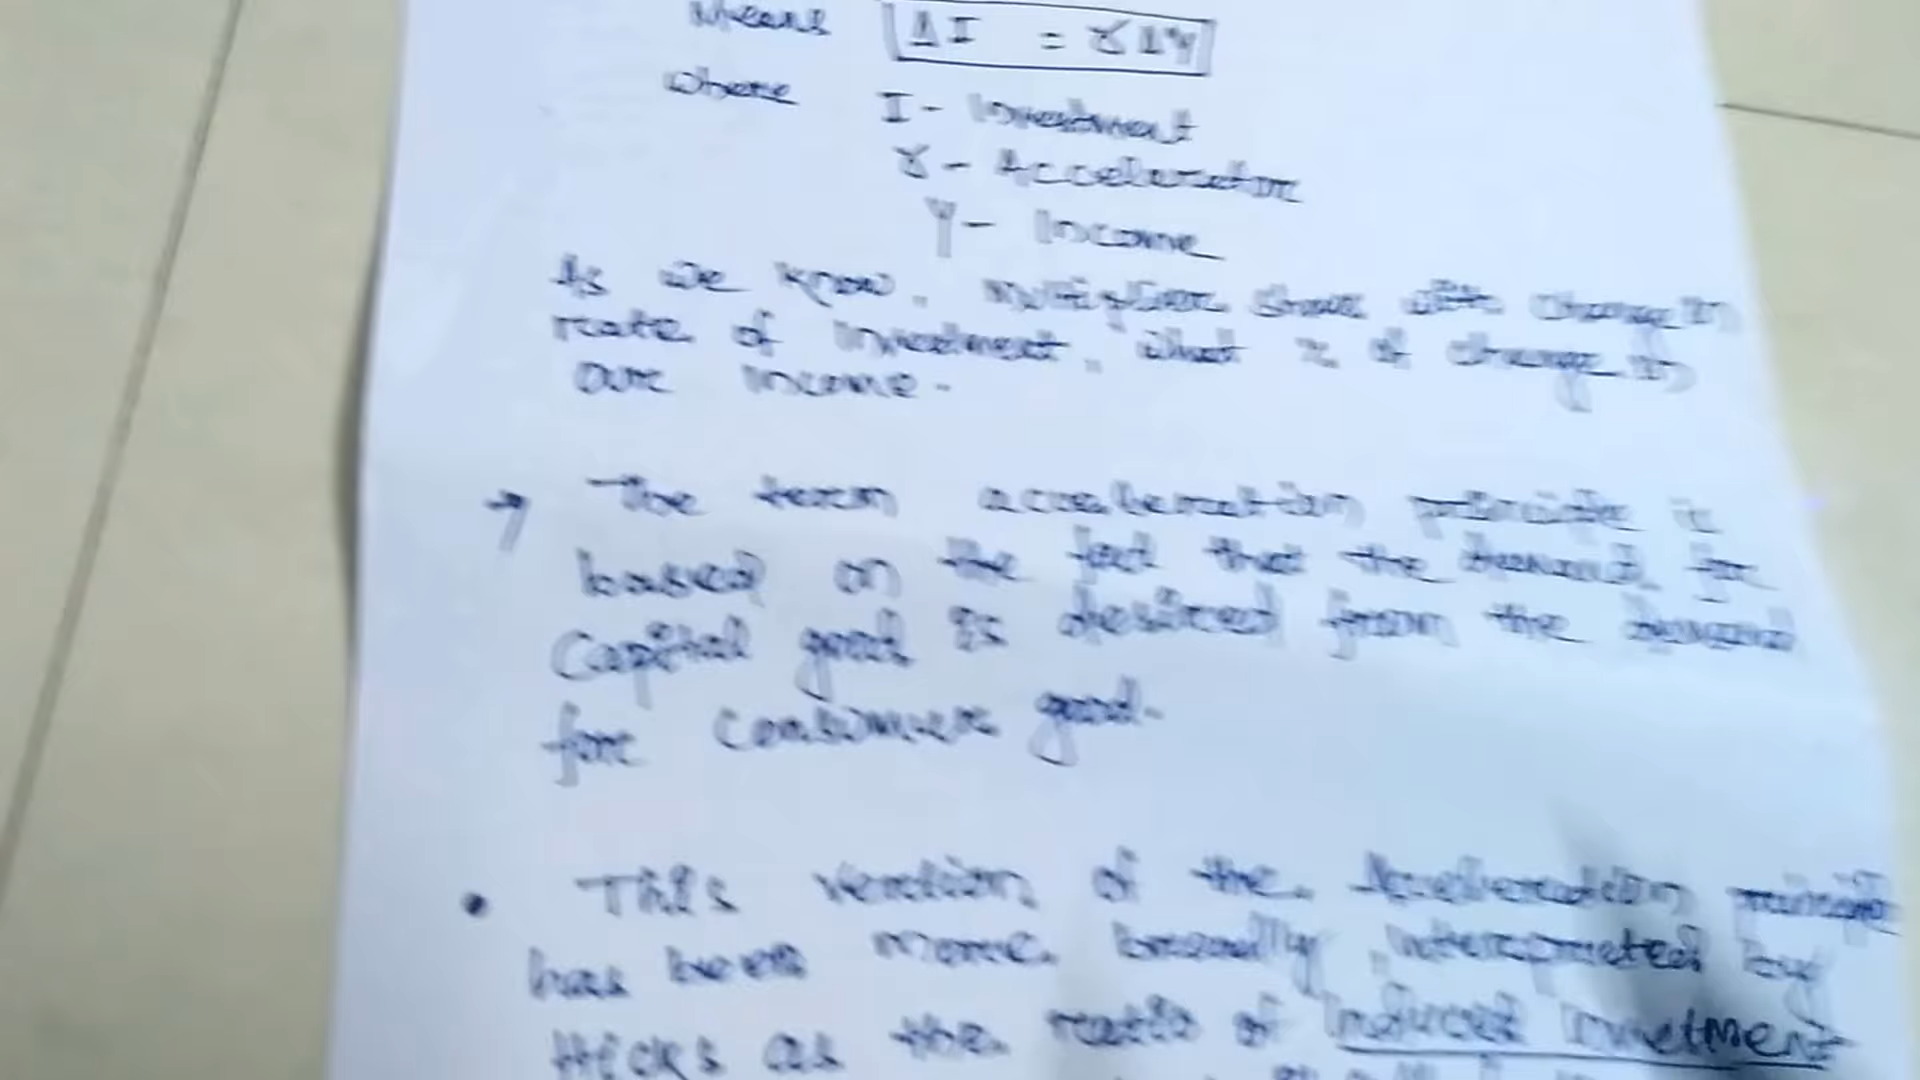 Means ΔI = γΔY
where I - Investment
γ - Accelerator
Y - Income
As we know, Multiplier show with change in
rate of Investment, what % of change in
our income.
→ The term acceleration principle is
based on the fact that the demand for
Capital good is desired from the demand
for consumer good.
• This version of the Acceleration principle
has been more broadly interpreted by
Hicks as the ratio of Induced Investment